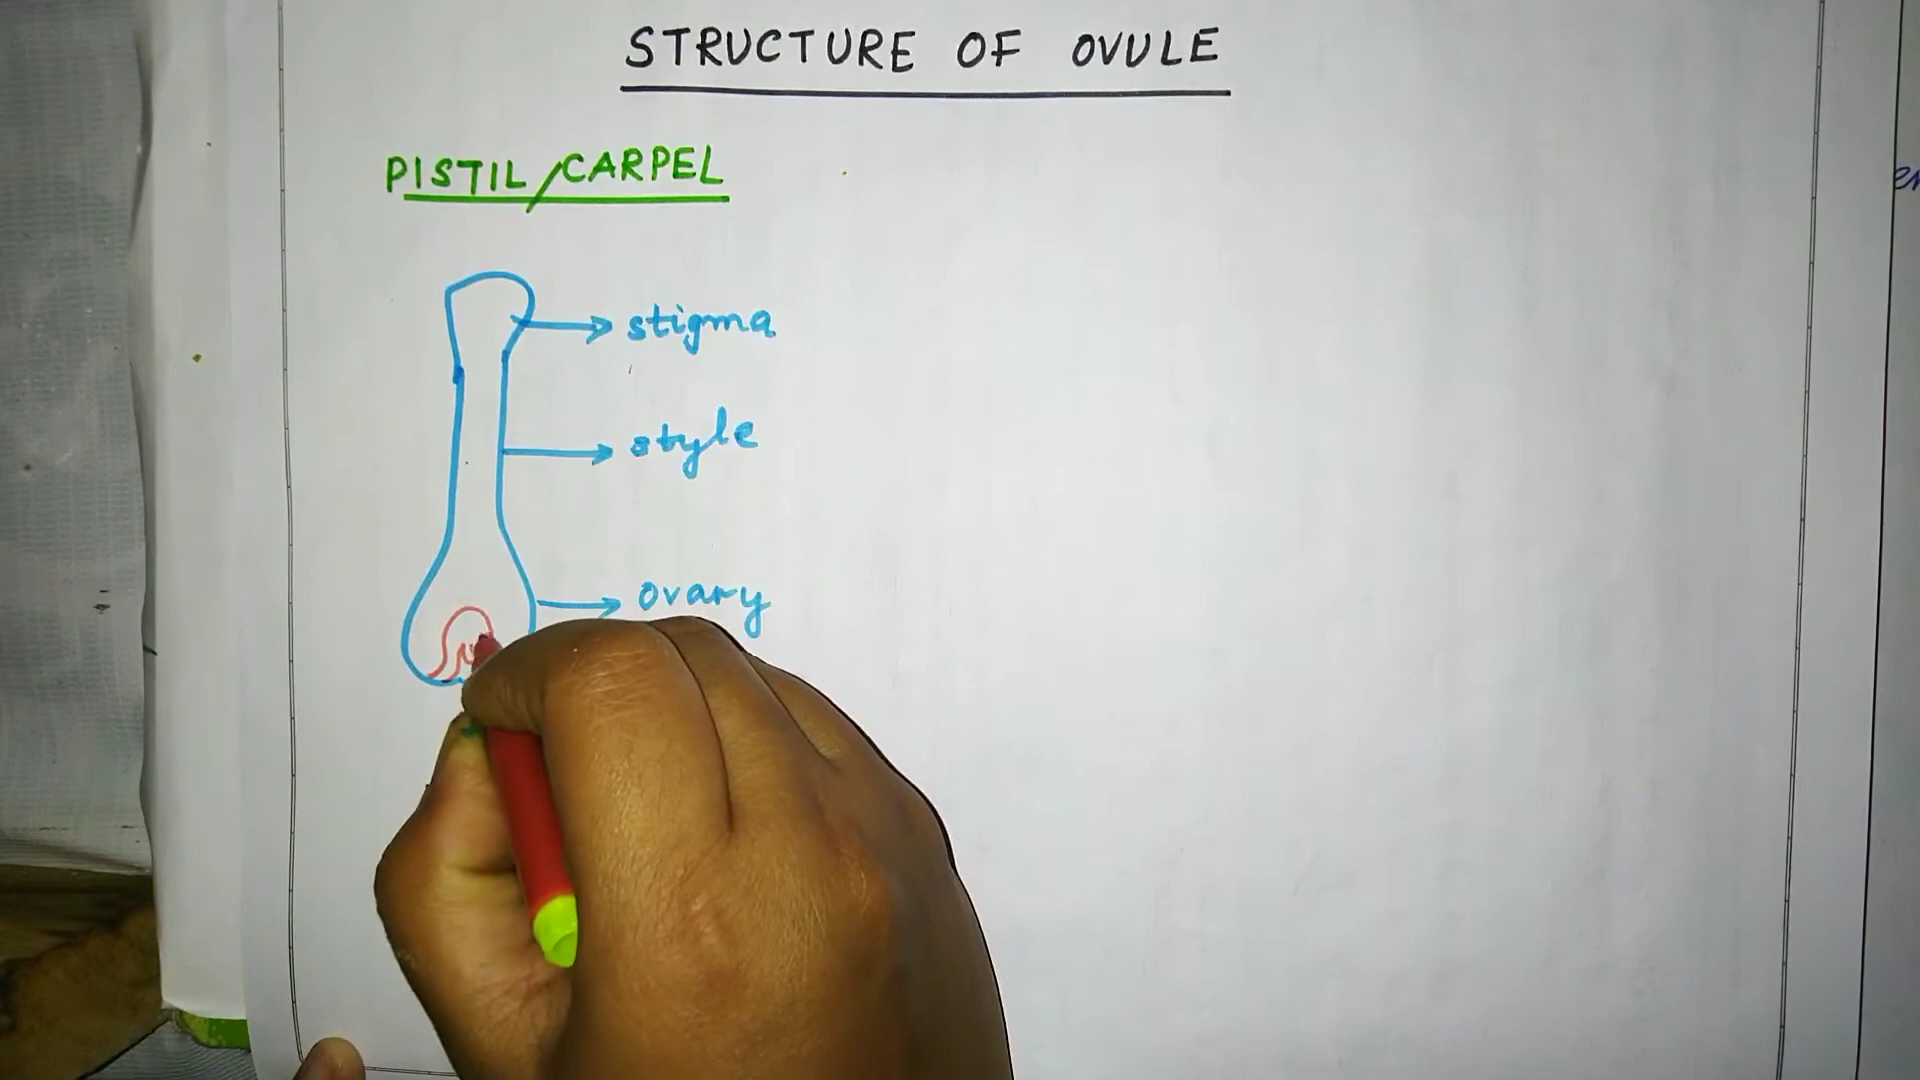 STRUCTURE OF OVULE
PISTIL/CARPEL
stigma
style
ovary